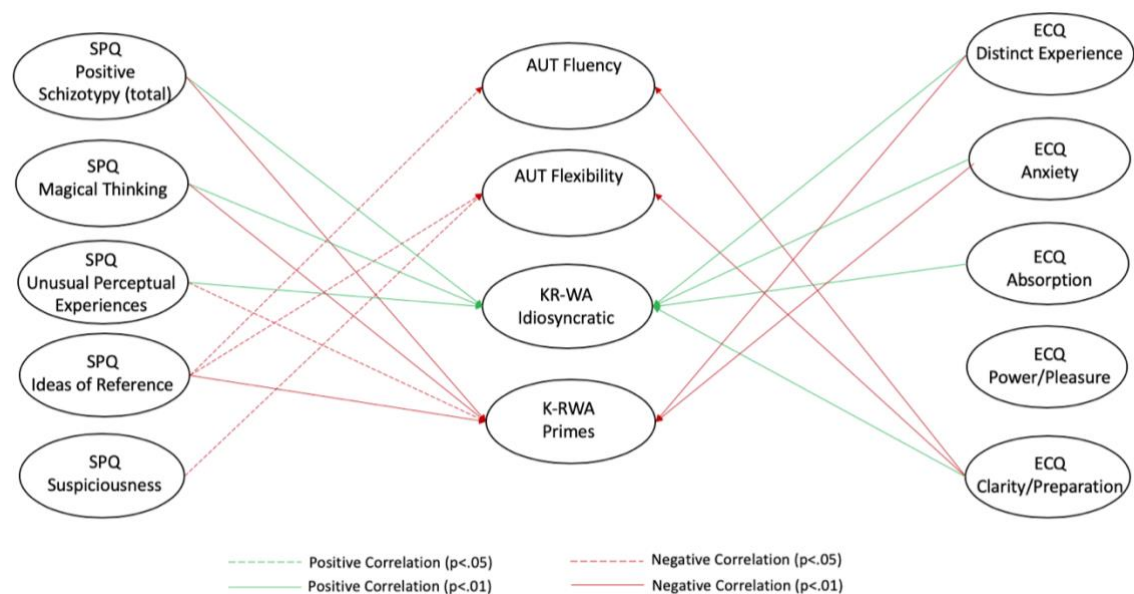 SPQ
Positive
Schizotypy (total)
SPQ
Magical Thinking
SPQ
Unusual Perceptual
Experiences
SPQ
Ideas of Reference
SPQ
Suspiciousness
AUT Fluency
AUT Flexibility
KR-WA
Idiosyncratic
K-RWA
Primes
ECQ
Distinct Experience
ECQ
Anxiety
ECQ
Absorption
ECQ
Power/Pleasure
ECQ
Clarity/Preparation
Positive Correlation (p<.05)
Positive Correlation (p<.01)
Negative Correlation (p<.05)
Negative Correlation (p<.01)